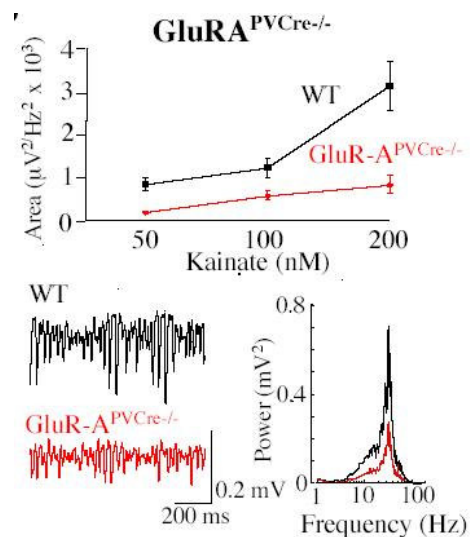 GluRA^PVCre-/-
Area (μV²/Hz² x 10³)
4
3
2
1
0
WT
GluR-A^PVCre-/-
50
100
200
Kainate (nM)
WT
GluR-A^PVCre-/-
0.2 mV
200 ms
Power (mV²)
0.8
0.4
0
1
10
100
Frequency (Hz)